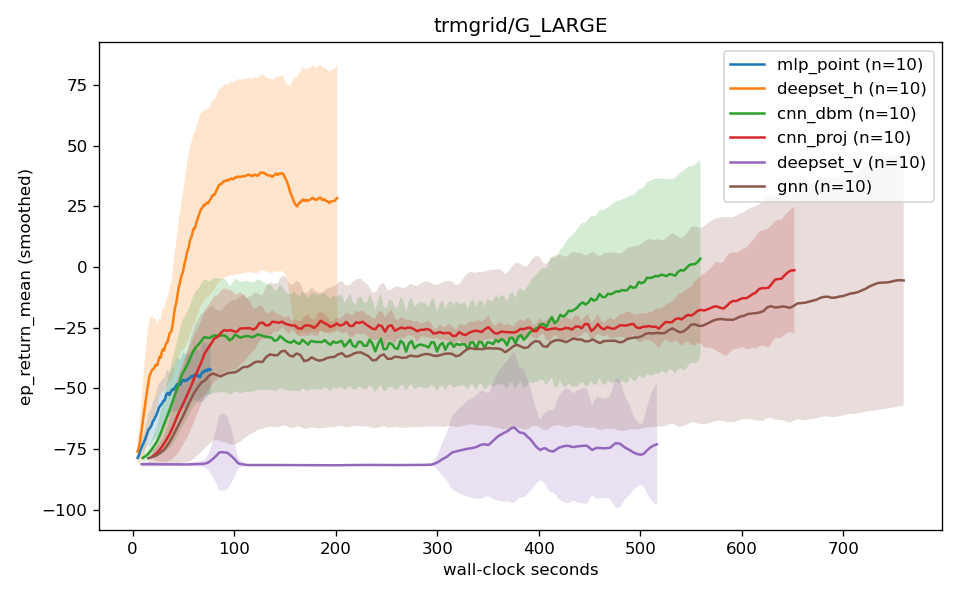 trmgrid/G_LARGE
ep_return_mean (smoothed)
75
50
25
0
−25
−50
−75
−100
mlp_point (n=10)
deepset_h (n=10)
cnn_dbm (n=10)
cnn_proj (n=10)
deepset_v (n=10)
gnn (n=10)
0 100 200 300 400 500 600 700
wall-clock seconds